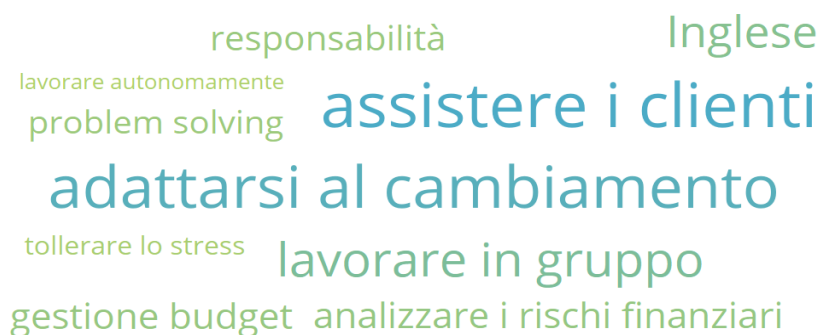 responsabilità
Inglese
lavorare autonomamente
problem solving
assistere i clienti
adattarsi al cambiamento
tollerare lo stress
lavorare in gruppo
gestione budget
analizzare i rischi finanziari